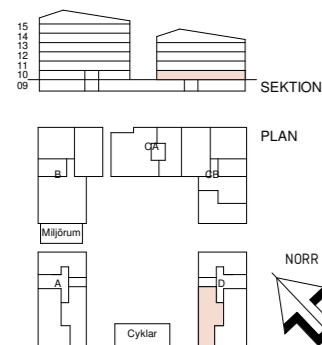 15
14
13
12
11
10
09
SEKTION
PLAN
CA
B
CB
Miljörum
NORR
A
D
Cyklar